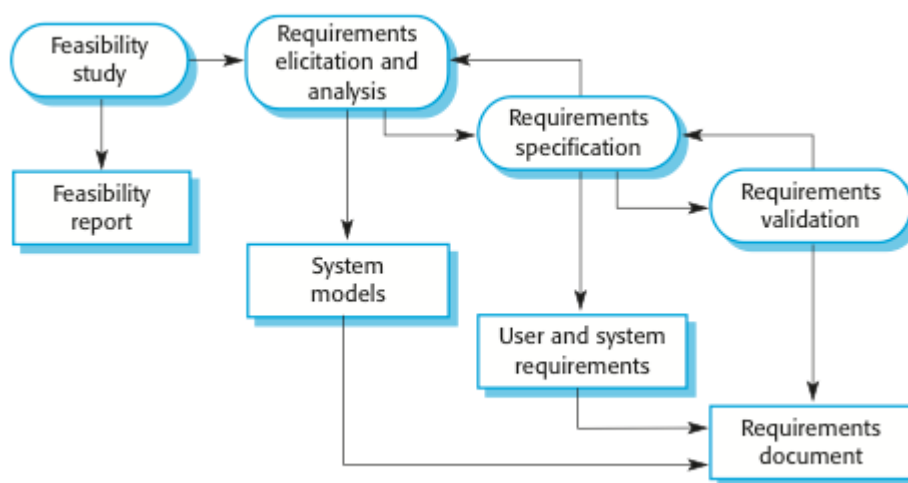 Feasibility
study
Requirements
elicitation and
analysis
Requirements
specification
Requirements
validation
Feasibility
report
System
models
User and system
requirements
Requirements
document